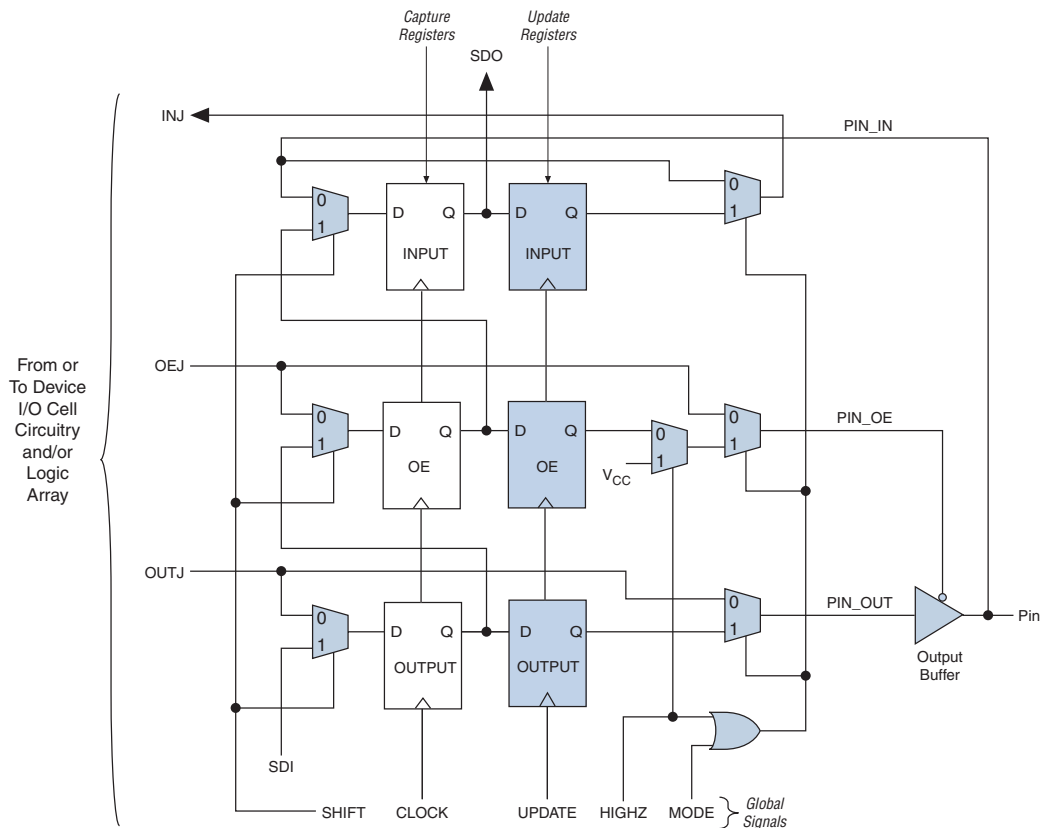 Capture
Registers
Update
Registers
SDO
INJ
PIN_IN
0
1
D Q
INPUT
D Q
INPUT
0
1
From or
To Device
I/O Cell
Circuitry
and/or
Logic
Array
OEJ
0
1
D Q
OE
D Q
OE
0
1
VCC
0
1
PIN_OE
OUTJ
0
1
D Q
OUTPUT
D Q
OUTPUT
0
1
PIN_OUT
Pin
Output
Buffer
SDI
SHIFT
CLOCK
UPDATE
HIGHZ
MODE
Global
Signals